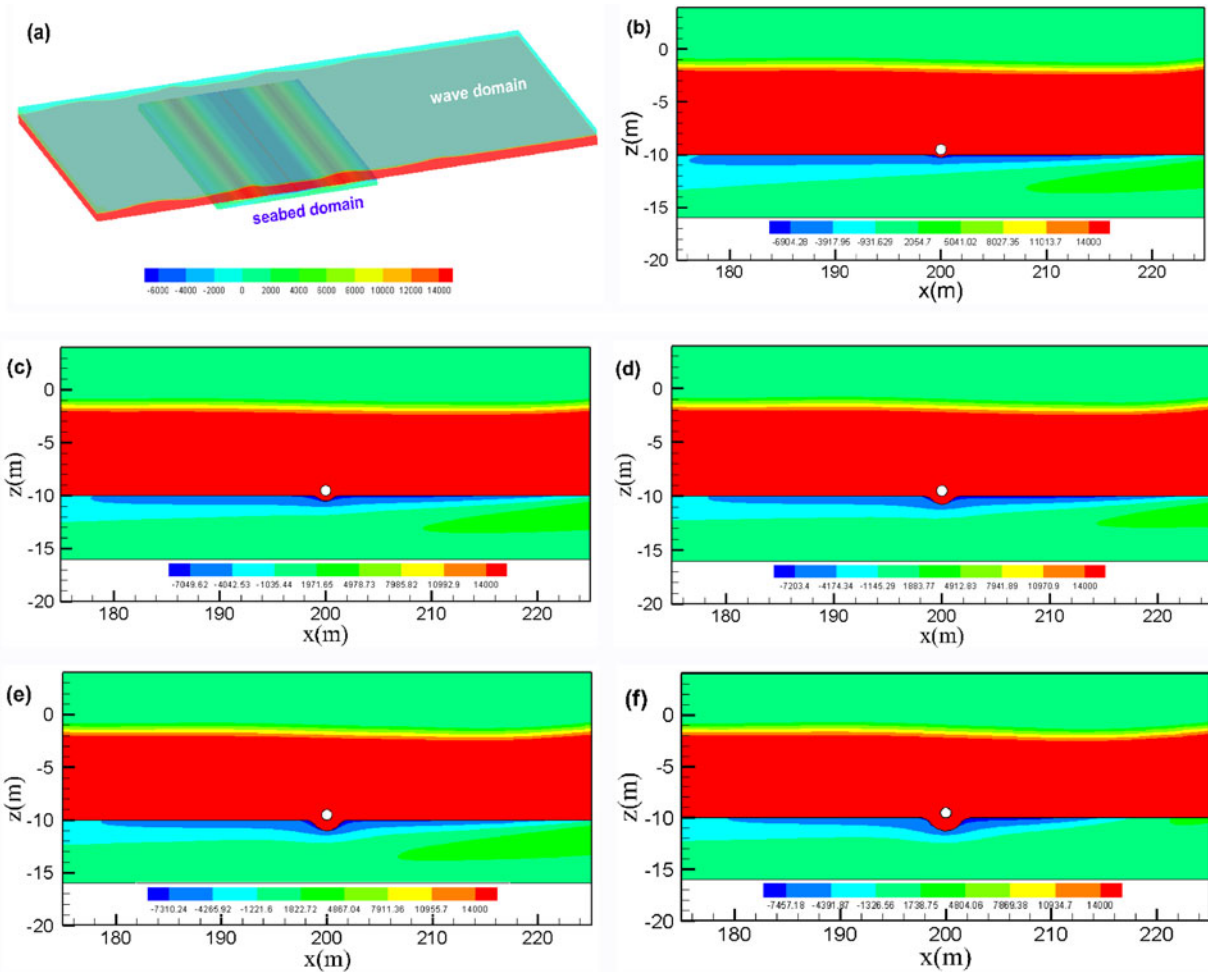 (a)
wave domain
seabed domain
-6000 -4000 -2000 0 2000 4000 6000 8000 10000 12000 14000
(b)
0
-5
-10
-15
-20
z(m)
-6904.28 -3917.95 -931.629 2054.7 5041.02 8027.35 11013.7 14000
180 190 200 210 220
x(m)
(c)
0
-5
-10
-15
-20
z(m)
-7049.62 -4042.53 -1035.44 1971.65 4978.73 7985.82 10992.9 14000
180 190 200 210 220
x(m)
(d)
0
-5
-10
-15
-20
z(m)
-7203.4 -4174.34 -1145.29 1883.77 4912.83 7941.89 10970.9 14000
180 190 200 210 220
x(m)
(e)
0
-5
-10
-15
-20
z(m)
-7310.24 -4265.92 -1221.6 1822.72 4867.04 7911.36 10955.7 14000
180 190 200 210 220
x(m)
(f)
0
-5
-10
-15
-20
z(m)
-7457.18 -4391.87 -1326.56 1738.75 4804.06 7869.38 10934.7 14000
180 190 200 210 220
x(m)